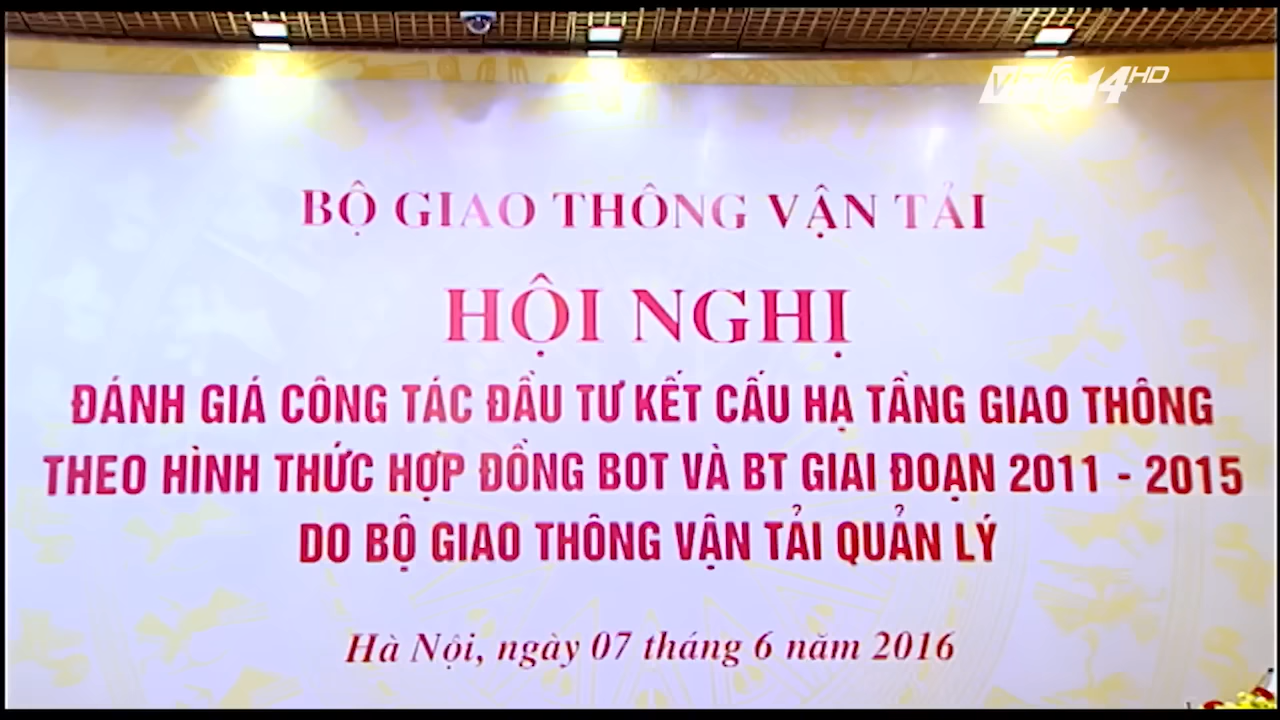 14 HD
BỘ GIAO THÔNG VẬN TẢI
HỘI NGHỊ
ĐÁNH GIÁ CÔNG TÁC ĐẦU TƯ KẾT CẤU HẠ TẦNG GIAO THÔNG
THEO HÌNH THỨC HỢP ĐỒNG BOT VÀ BT GIAI ĐOẠN 2011 - 2015
DO BỘ GIAO THÔNG VẬN TẢI QUẢN LÝ
Hà Nội, ngày 07 tháng 6 năm 2016